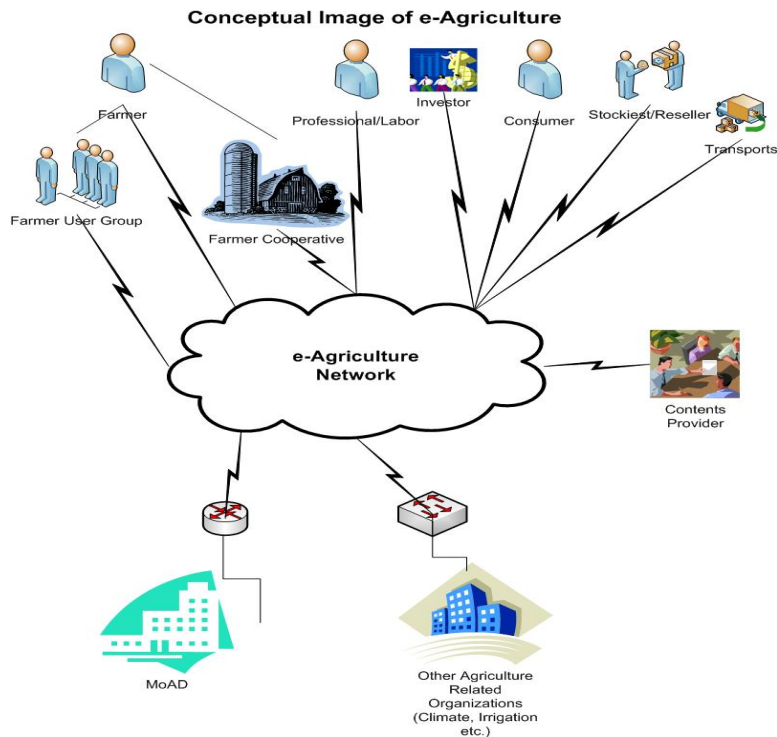 Conceptual Image of e-Agriculture
Farmer
Professional/Labor
Investor
Consumer
Stockiest/Reseller
Transports
Farmer User Group
Farmer Cooperative
e-Agriculture
Network
Contents
Provider
MoAD
Other Agriculture
Related
Organizations
(Climate, Irrigation
etc.)